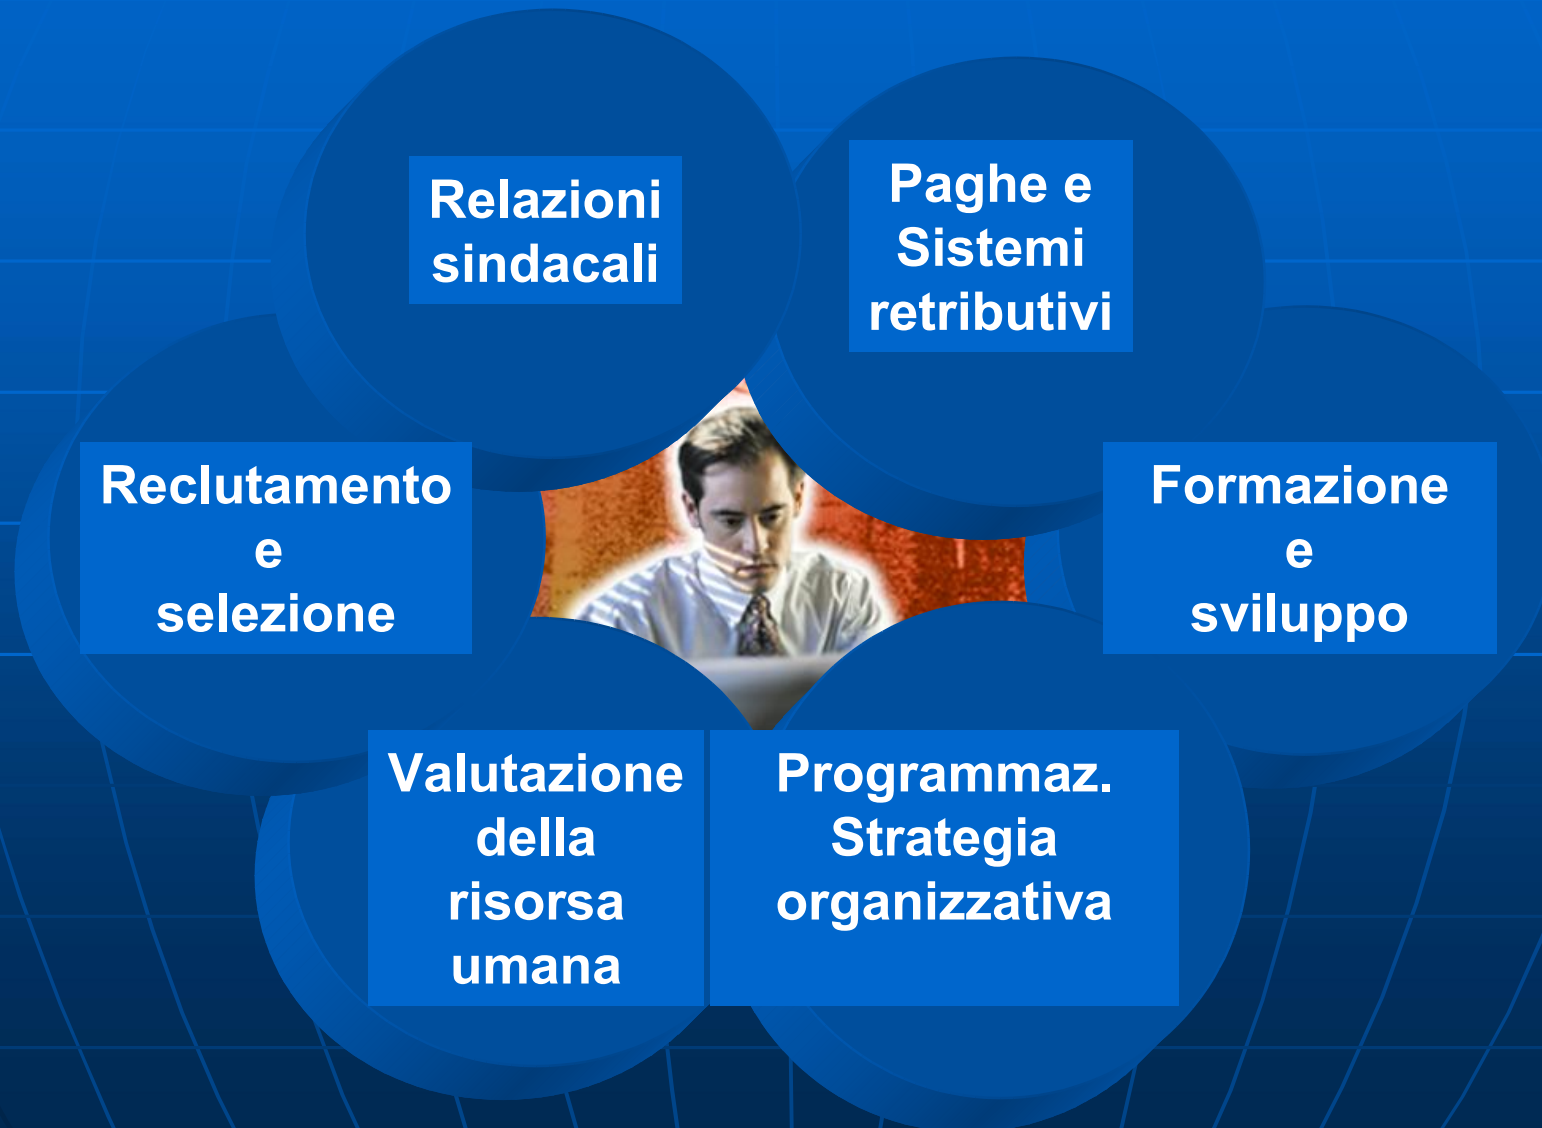 Relazioni
sindacali
Paghe e
Sistemi
retributivi
Reclutamento
e
selezione
Formazione
e
sviluppo
Valutazione
della
risorsa
umana
Programmaz.
Strategia
organizzativa